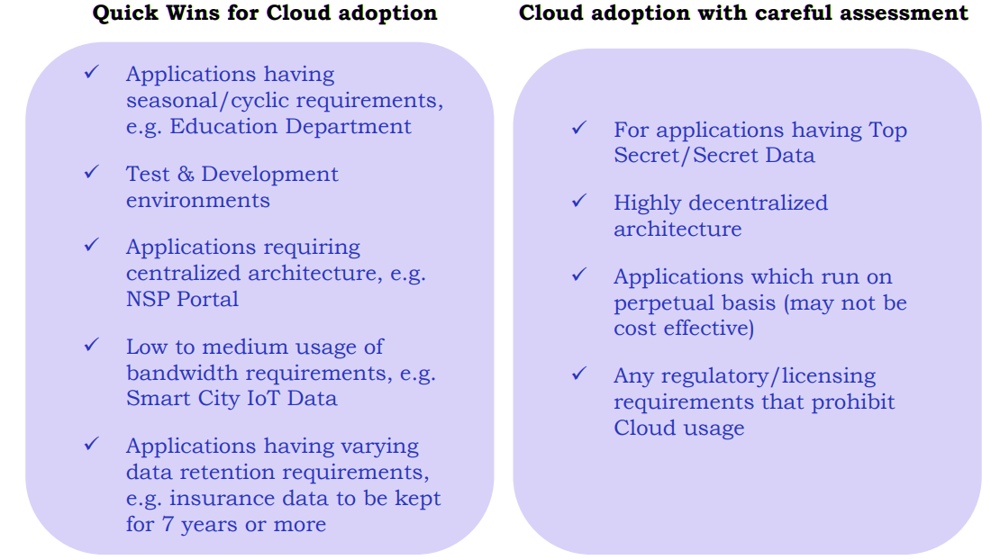 Quick Wins for Cloud adoption
✓ Applications having
seasonal/cyclic requirements,
e.g. Education Department
✓ Test & Development
environments
✓ Applications requiring
centralized architecture, e.g.
NSP Portal
✓ Low to medium usage of
bandwidth requirements, e.g.
Smart City IoT Data
✓ Applications having varying
data retention requirements,
e.g. insurance data to be kept
for 7 years or more
Cloud adoption with careful assessment
✓ For applications having Top
Secret/Secret Data
✓ Highly decentralized
architecture
✓ Applications which run on
perpetual basis (may not be
cost effective)
✓ Any regulatory/licensing
requirements that prohibit
Cloud usage